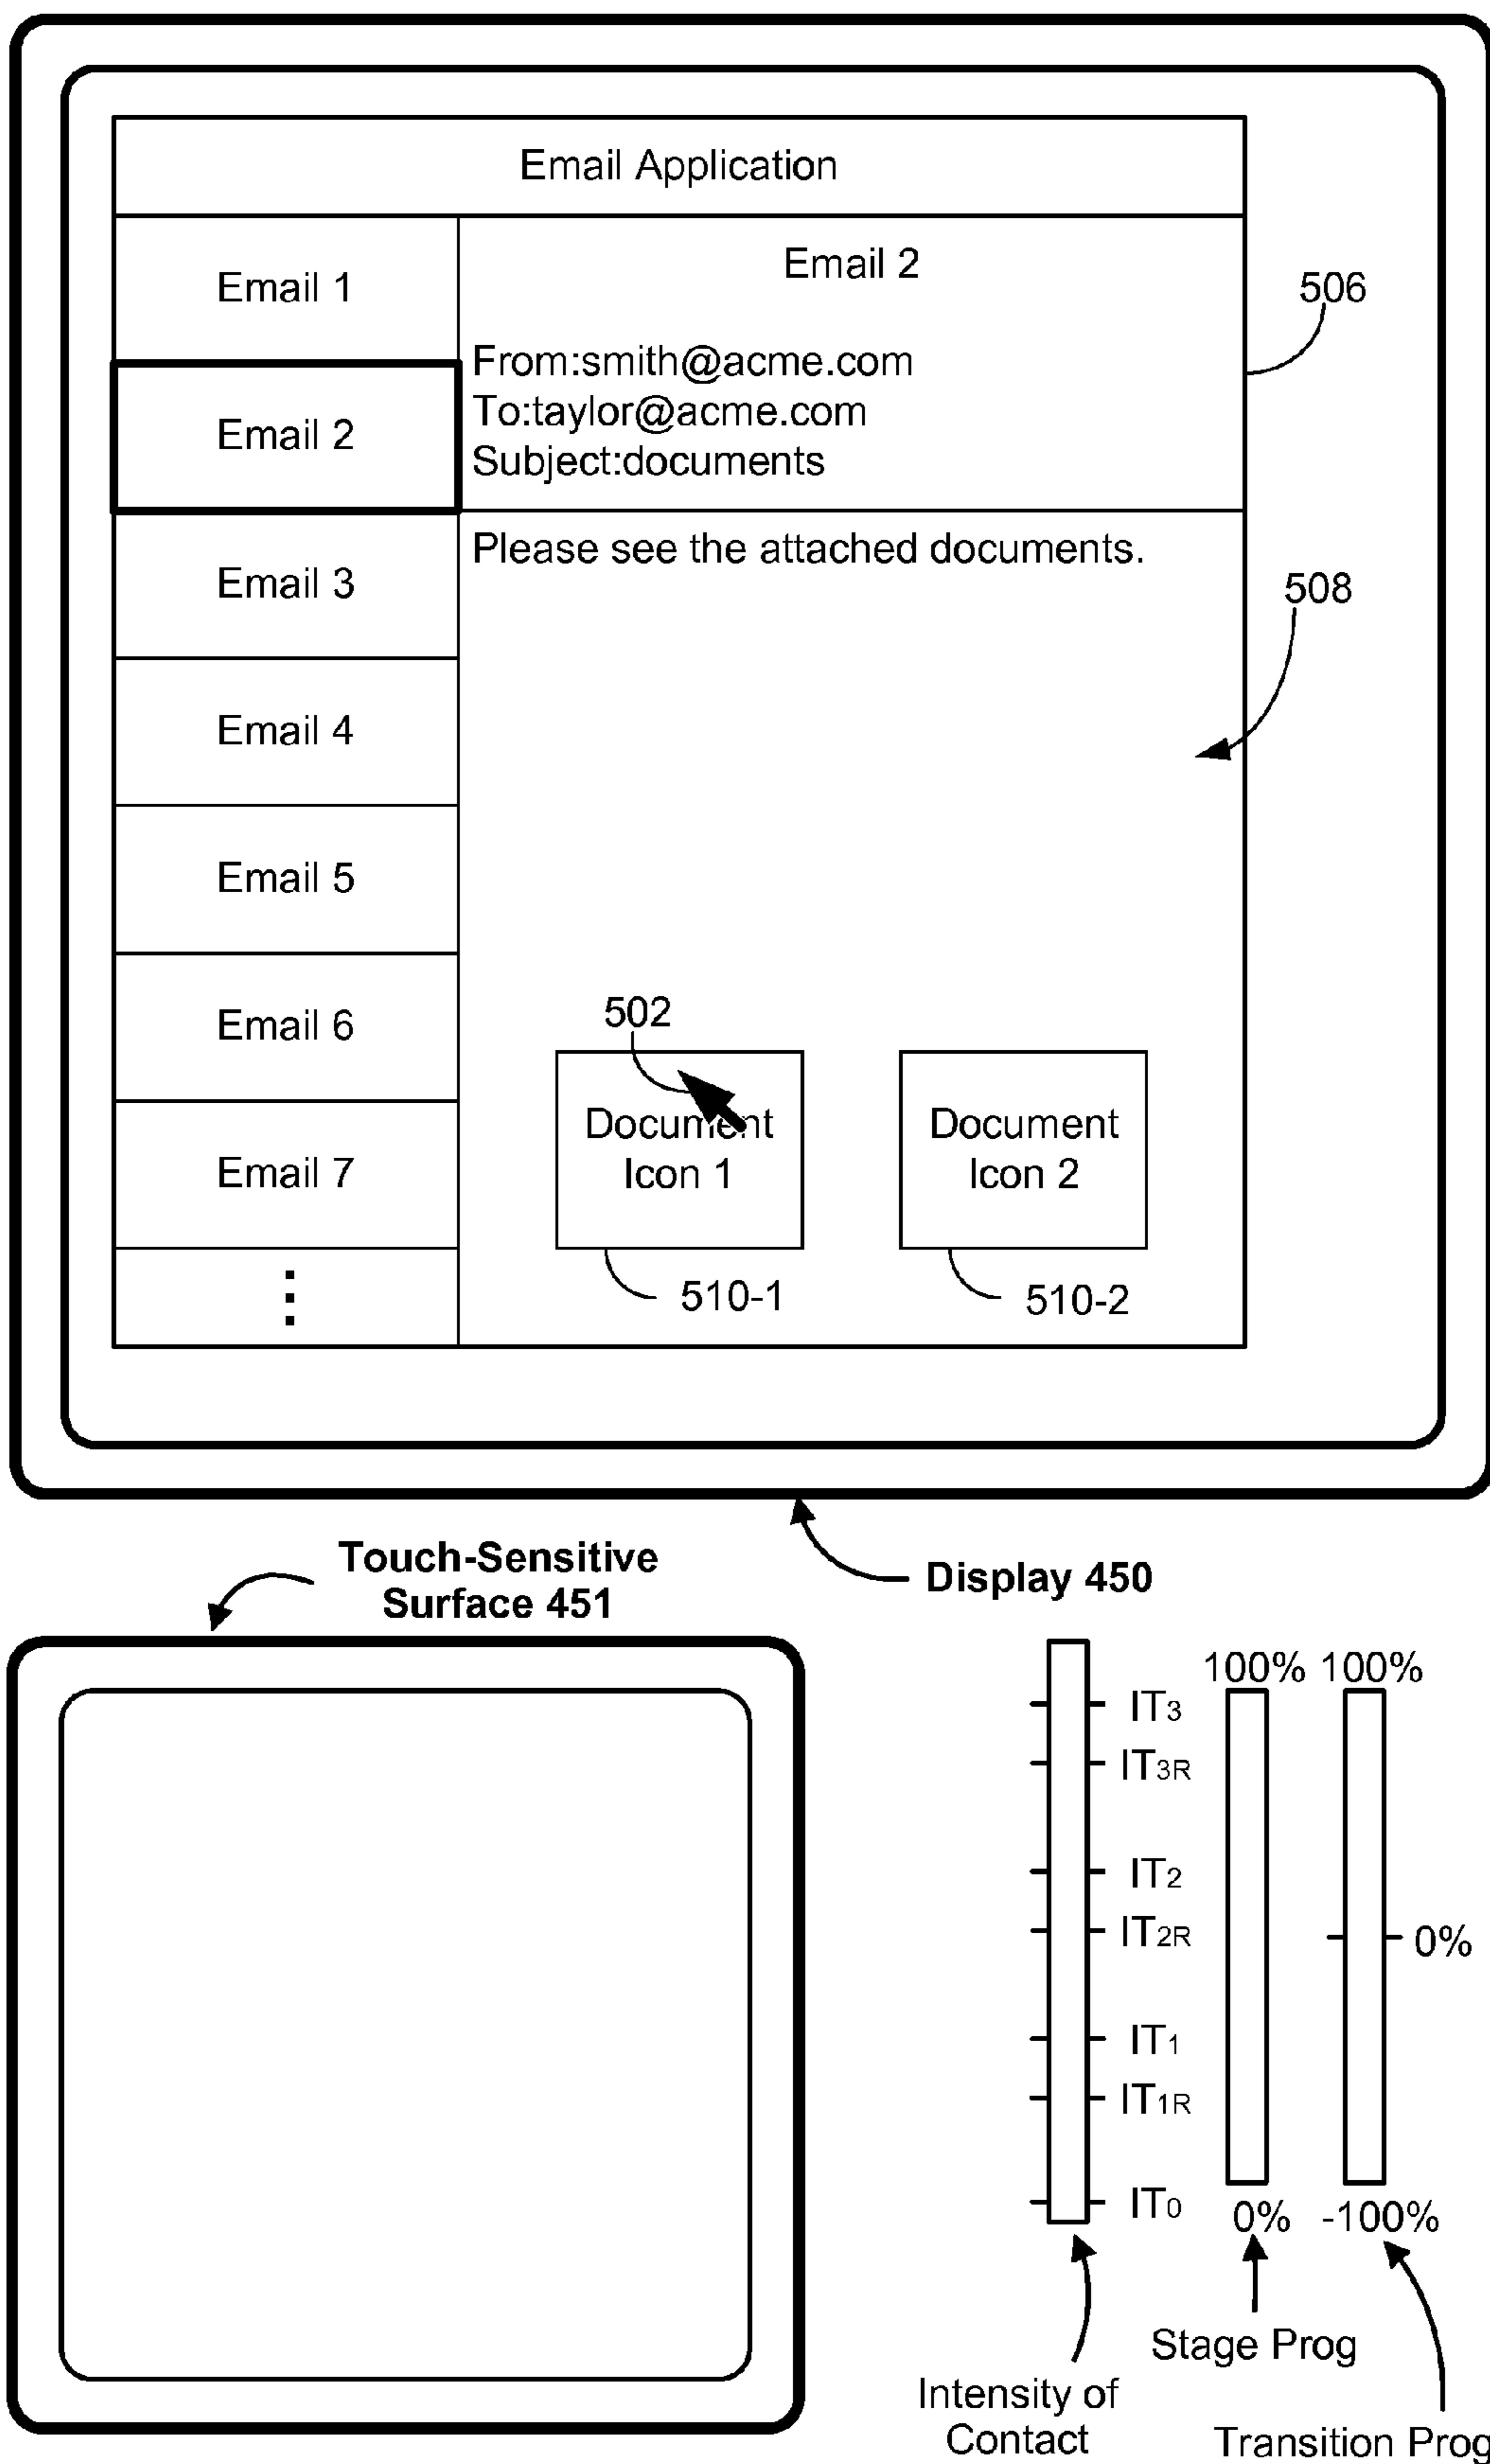 Email Application
Email 1
Email 2
Email 3
Email 4
Email 5
Email 6
Email 7
Email 2
From:smith@acme.com
To:taylor@acme.com
Subject:documents
Please see the attached documents.
506
508
502
Document
Icon 1
Document
Icon 2
510-1
510-2
Touch-Sensitive
Surface 451
Display 450
100% 100%
IT3
IT3R
IT2
IT2R
0%
IT1
IT1R
IT0
0% -100%
Stage Prog
Intensity of
Contact
Transition Prog